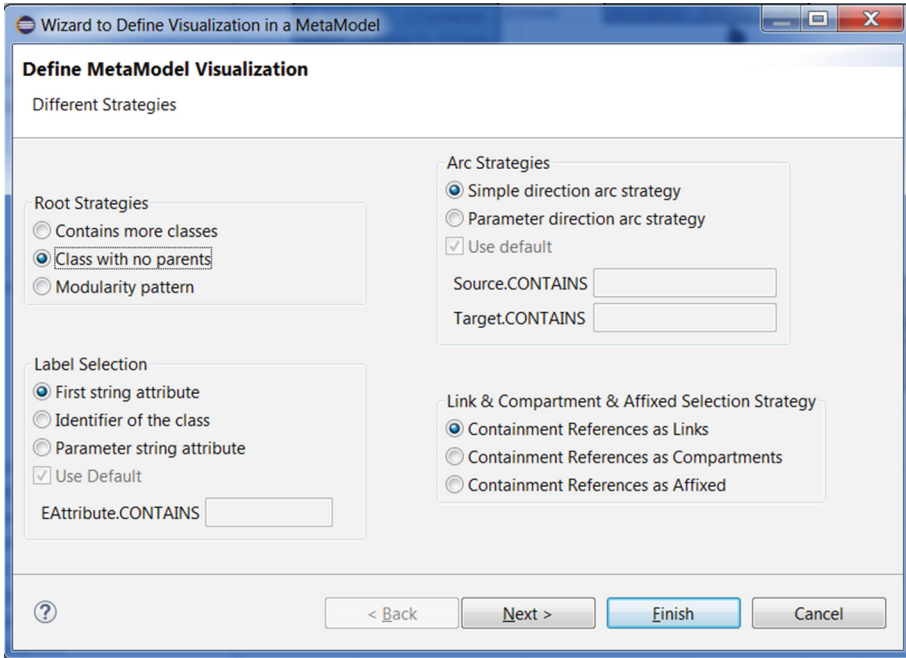 Wizard to Define Visualization in a MetaModel
Define MetaModel Visualization
Different Strategies
Root Strategies
Contains more classes
Class with no parents
Modularity pattern
Label Selection
First string attribute
Identifier of the class
Parameter string attribute
Use Default
EAttribute.CONTAINS
Arc Strategies
Simple direction arc strategy
Parameter direction arc strategy
Use default
Source.CONTAINS
Target.CONTAINS
Link & Compartment & Affixed Selection Strategy
Containment References as Links
Containment References as Compartments
Containment References as Affixed
?
< Back
Next >
Finish
Cancel